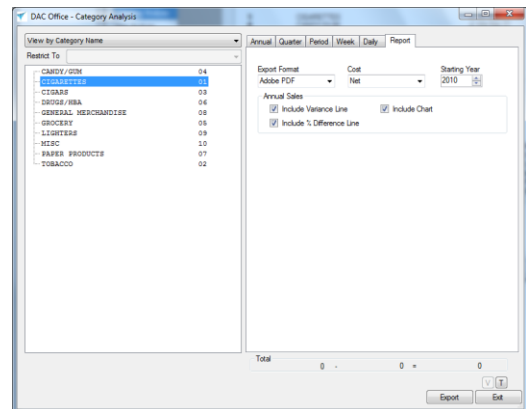 DAC Office - Category Analysis
View by Category Name
Restrict To
CANDY/GUM 04
CIGARETTES 01
CIGARS 03
DRUGS/HBA 06
GENERAL MERCHANDISE 08
GROCERY 05
LIGHTERS 09
MISC 10
PAPER PRODUCTS 07
TOBACCO 02
Annual Quarter Period Week Daily Report
Export Format Cost Starting Year
Adobe PDF Net 2010
Annual Sales
Include Variance Line Include Chart
Include % Difference Line
Total
0 - 0 = 0
V T
Export Exit